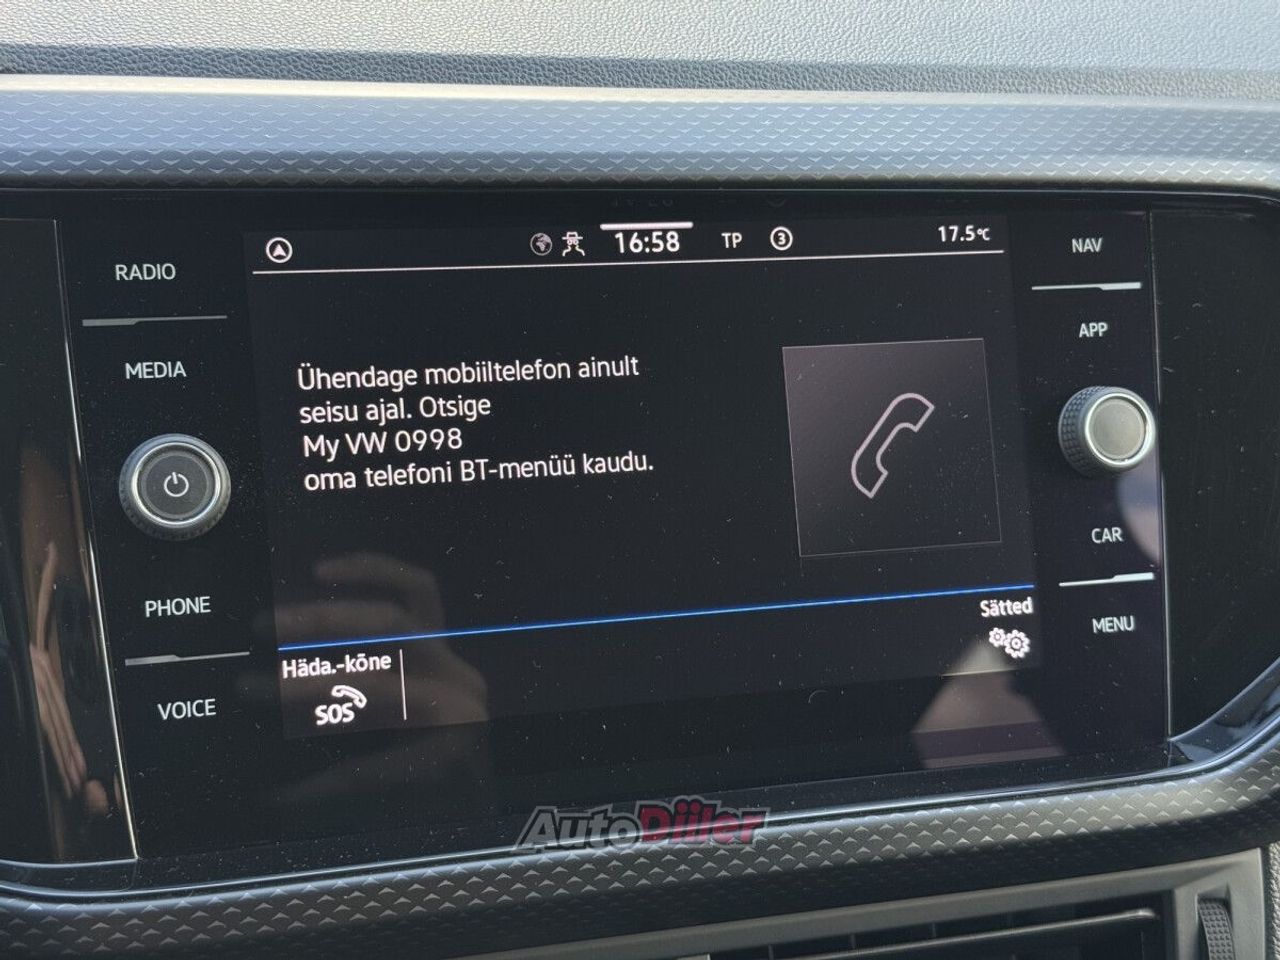 16:58 TP 3 17.5°C
RADIO
MEDIA
PHONE
VOICE
Ühendage mobiiltelefon ainult
seisu ajal. Otsige
My VW 0998
oma telefoni BT-menüü kaudu.
Häda.-kõne
SOS
Sätted
NAV
APP
CAR
MENU
AutoDiiler